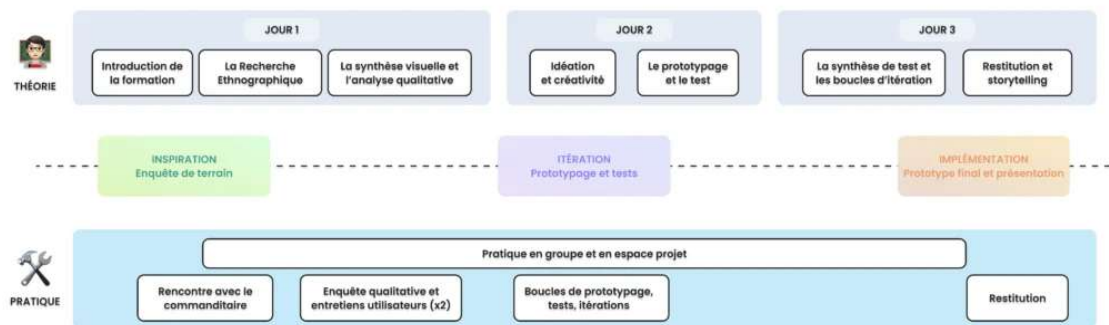 JOUR 1
JOUR 2
JOUR 3
THÉORIE
Introduction de
la formation
La Recherche
Ethnographique
La synthèse visuelle et
l'analyse qualitative
Idéation
et créativité
Le prototypage
et le test
La synthèse de test et
les boucles d'itération
Restitution et
storytelling
INSPIRATION
Enquête de terrain
ITÉRATION
Prototypage et tests
IMPLÉMENTATION
Prototype final et présentation
PRATIQUE
Pratique en groupe et en espace projet
Rencontre avec le
commanditaire
Enquête qualitative et
entretiens utilisateurs (x2)
Boucles de prototypage,
tests, itérations
Restitution